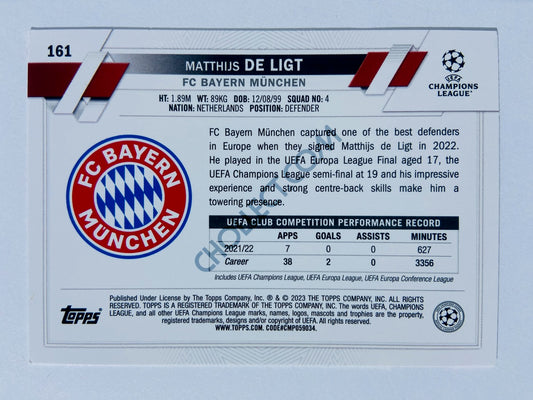 161
MATTHIJS DE LIGT
FC BAYERN MÜNCHEN
UEFA
CHAMPIONS
LEAGUE®
HT: 1.89M WT: 89KG DOB: 12/08/99 SQUAD NO: 4
NATION: NETHERLANDS POSITION: DEFENDER
FC BAYERN
MÜNCHEN
FC Bayern München captured one of the best defenders
in Europe when they signed Matthijs de Ligt in 2022.
He played in the UEFA Europa League Final aged 17, the
UEFA Champions League semi-final at 19 and his impressive
experience and strong centre-back skills make him a
towering presence.
UEFA CLUB COMPETITION PERFORMANCE RECORD
APPS GOALS ASSISTS MINUTES
2021/22 7 0 0 627
Career 38 2 0 3356
Includes UEFA Champions League, UEFA Europa League, UEFA Europa Conference League
CHOLLECT.COM
Topps
Published Under License by The Topps Company, Inc. ® & © 2023 THE TOPPS COMPANY, INC. ALL RIGHTS
RESERVED. TOPPS IS A REGISTERED TRADEMARK OF THE TOPPS COMPANY, INC. The UEFA words, CHAMPIONS
LEAGUE, and all other UEFA Champions League marks, names, logos, mascots and trophies are the property,
registered trademarks, designs and/or copyright of UEFA. All rights reserved.
WWW.TOPPS.COM. CODE#CMP059034.